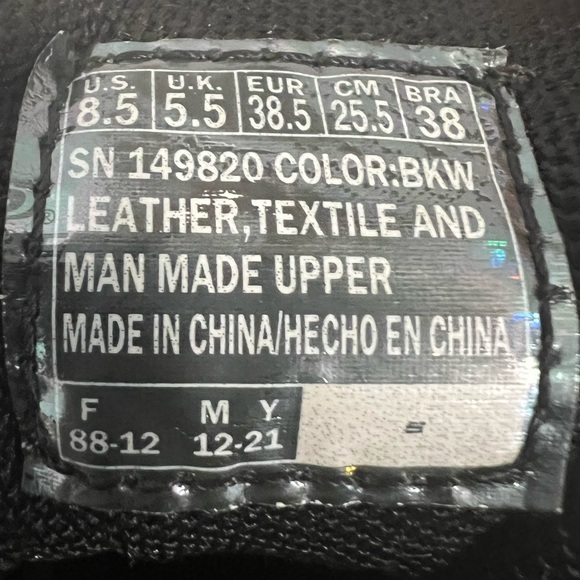 U.S. U.K. EUR CM BRA
8.5 5.5 38.5 25.5 38
SN 149820 COLOR:BKW
LEATHER,TEXTILE AND
MAN MADE UPPER
MADE IN CHINA/HECHO EN CHINA
F M Y
88-12 12-21